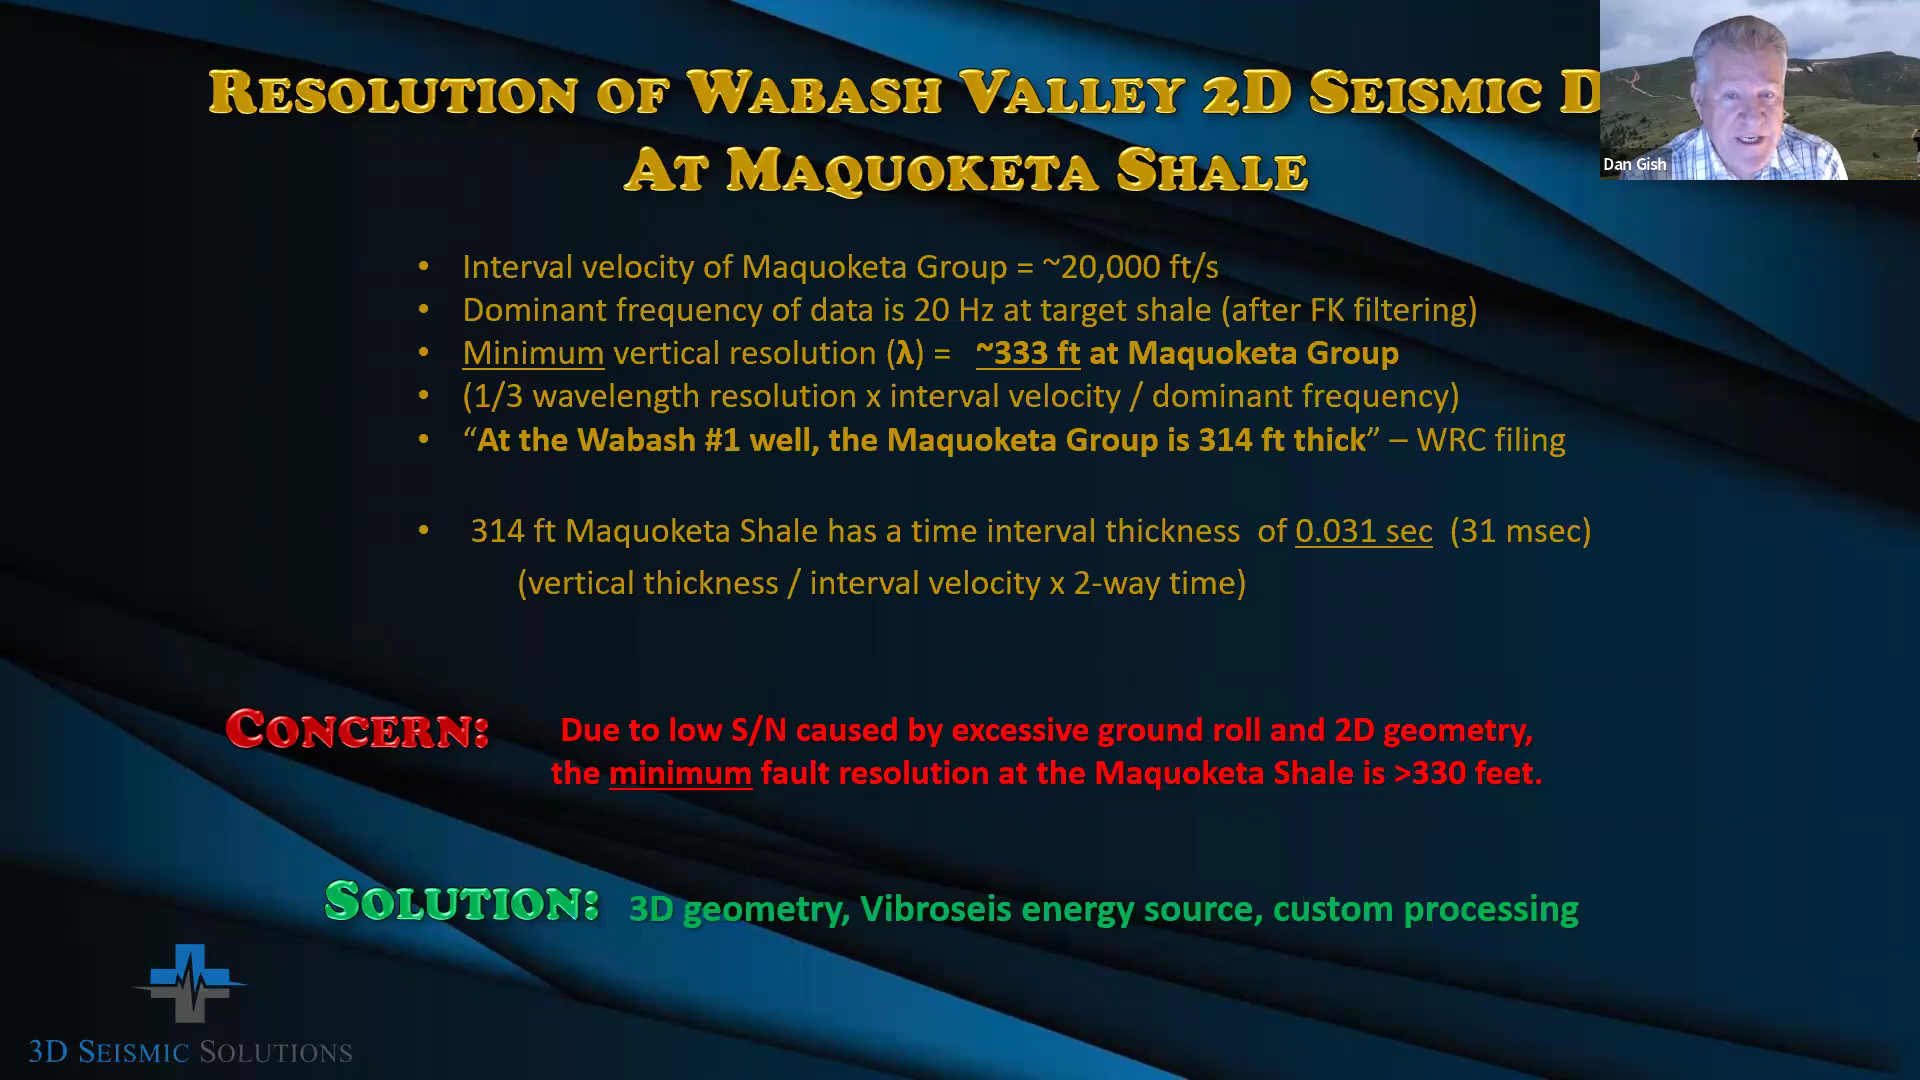 RESOLUTION OF WABASH VALLEY 2D SEISMIC
AT MAQUOKETA SHALE
Dan Gish
• Interval velocity of Maquoketa Group = ~20,000 ft/s
• Dominant frequency of data is 20 Hz at target shale (after FK filtering)
• Minimum vertical resolution (λ) = ~333 ft at Maquoketa Group
• (1/3 wavelength resolution x interval velocity / dominant frequency)
• “At the Wabash #1 well, the Maquoketa Group is 314 ft thick” – WRC filing
• 314 ft Maquoketa Shale has a time interval thickness of 0.031 sec (31 msec)
(vertical thickness / interval velocity x 2-way time)
CONCERN: Due to low S/N caused by excessive ground roll and 2D geometry,
the minimum fault resolution at the Maquoketa Shale is >330 feet.
SOLUTION: 3D geometry, Vibroseis energy source, custom processing
3D SEISMIC SOLUTIONS